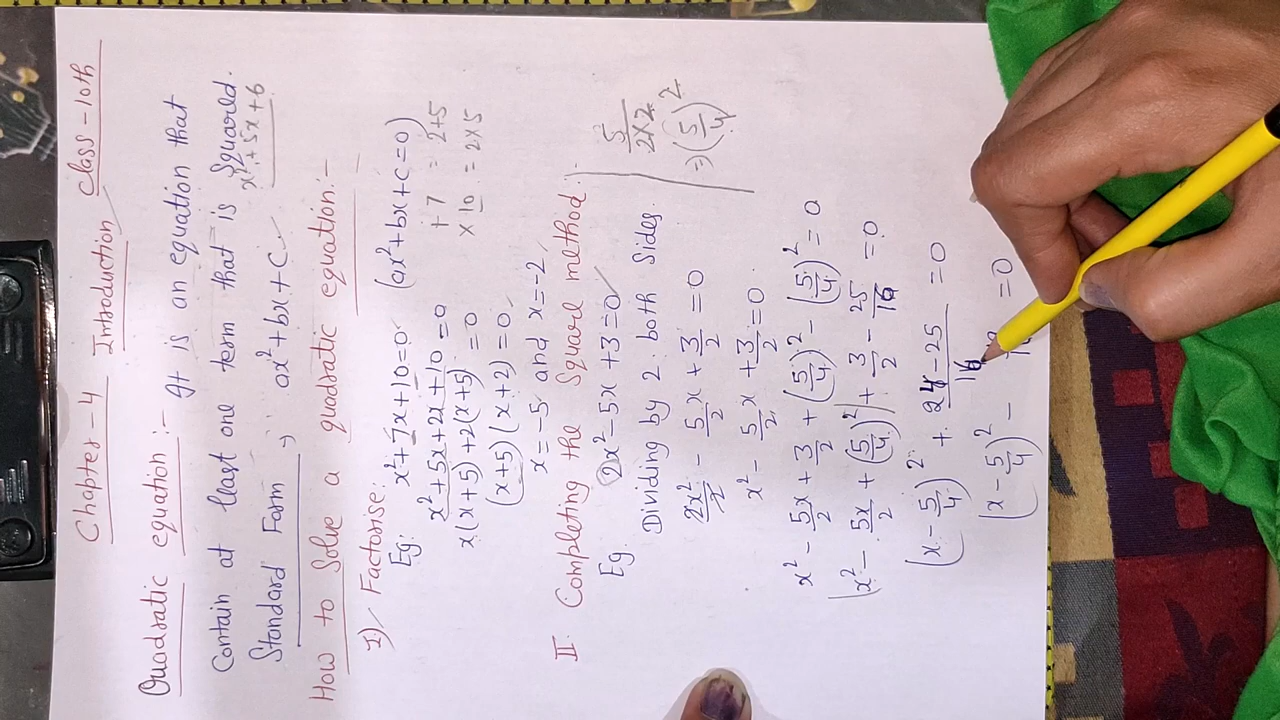 Chapter-4 Introduction class-10th
Quadratic equation:- It is an equation that
Contain at least one term that is Squareld.
Standard Form, ax²+bx+c x²+5x+6
How to Solve a quadratic equation:-
I) Factorise. (ax²+bx+c=0)
Eg: x²+7x+10=0 +7 = 2+5
x²+5x+2x+10=0 ×10 = 2×5
x(x+5)+2(x+5)=0
(x+5)(x+2)=0
x=-5 and x=-2
II. Completing the Square method:-
Eg. 2x²-5x+3=0 5/2×2
Dividing by 2 both Sides. ⇒(5/4)²
2x²/2 - 5/2x + 3/2 = 0
x² - 5/2x + 3/2 = 0
x² - 5x/2 + 3/2 + (5/4)² - (5/4)² = 0
(x² - 5x/2 + (5/4)²) + 3/2 - 25/16 = 0
(x - 5/4)² + 24-25/16 = 0
(x - 5/4)² - = 0